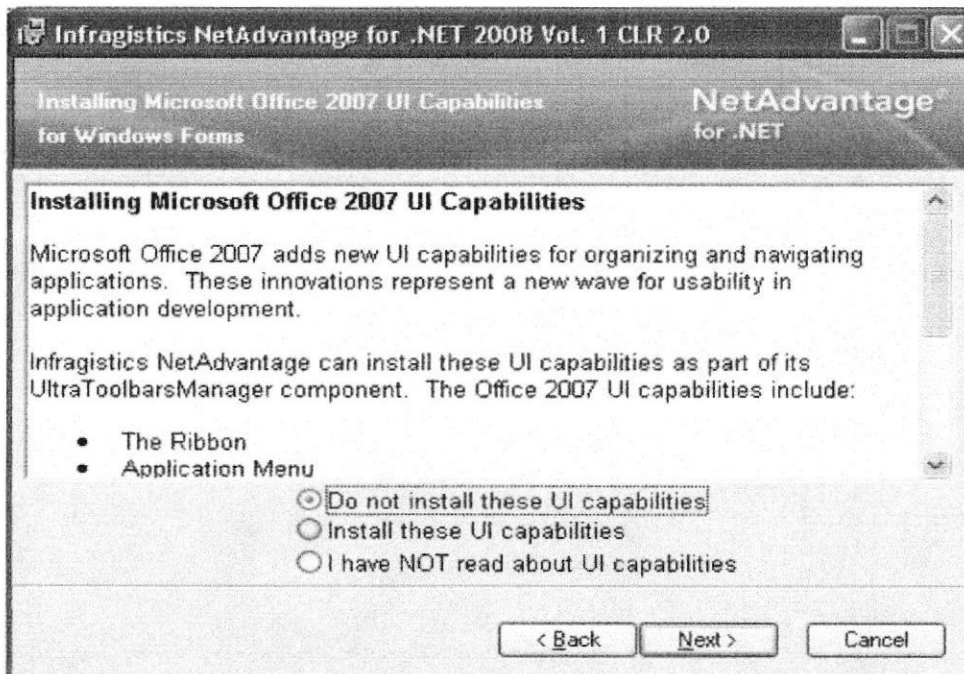 Infragistics NetAdvantage for .NET 2008 Vol. 1 CLR 2.0
Installing Microsoft Office 2007 UI Capabilities
for Windows Forms
NetAdvantage®
for .NET
Installing Microsoft Office 2007 UI Capabilities
Microsoft Office 2007 adds new UI capabilities for organizing and navigating
applications. These innovations represent a new wave for usability in
application development.
Infragistics NetAdvantage can install these UI capabilities as part of its
UltraToolbarsManager component. The Office 2007 UI capabilities include:
• The Ribbon
• Application Menu
Do not install these UI capabilities
Install these UI capabilities
I have NOT read about UI capabilities
< Back
Next >
Cancel